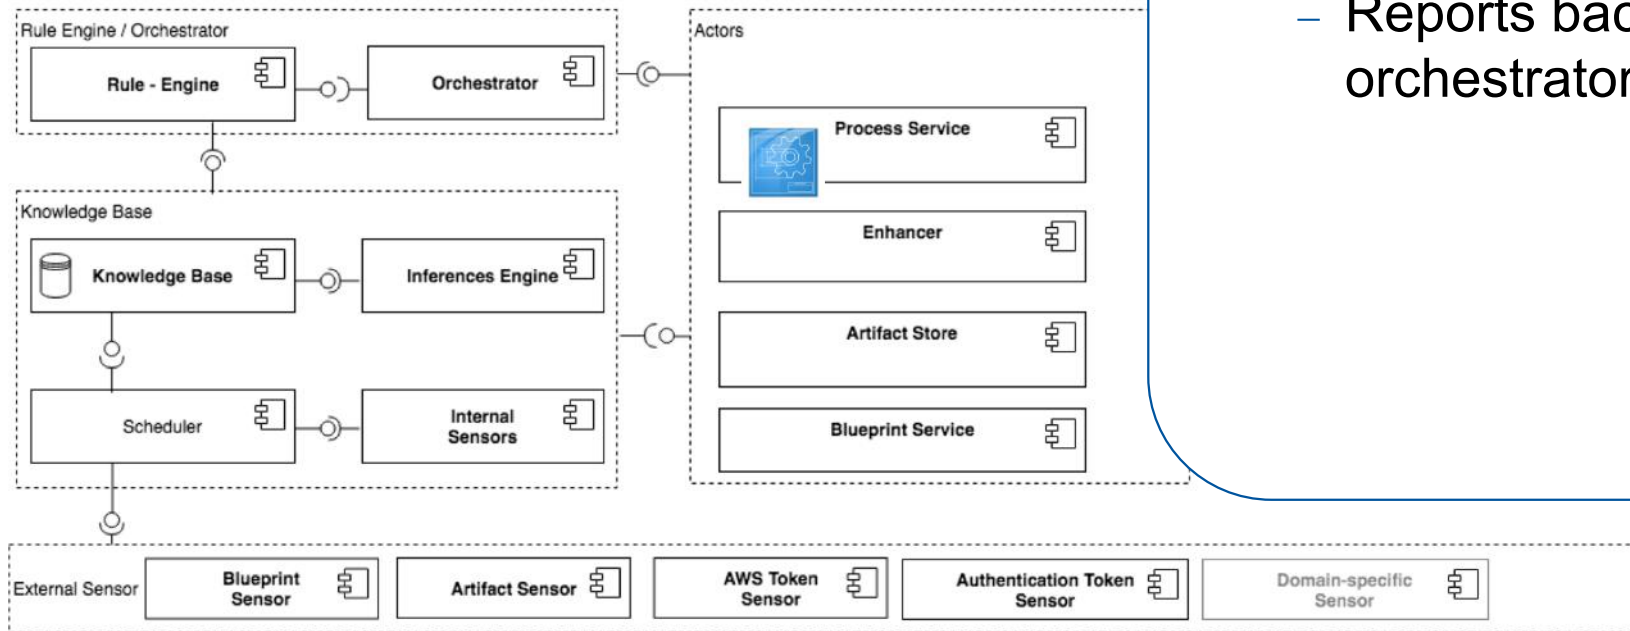 Rule Engine / Orchestrator
Rule - Engine
Orchestrator
Actors
Process Service
Enhancer
Artifact Store
Blueprint Service
Knowledge Base
Knowledge Base
Inferences Engine
Scheduler
Internal
Sensors
External Sensor
Blueprint
Sensor
Artifact Sensor
AWS Token
Sensor
Authentication Token
Sensor
Domain-specific
Sensor
– Reports
orchestrator